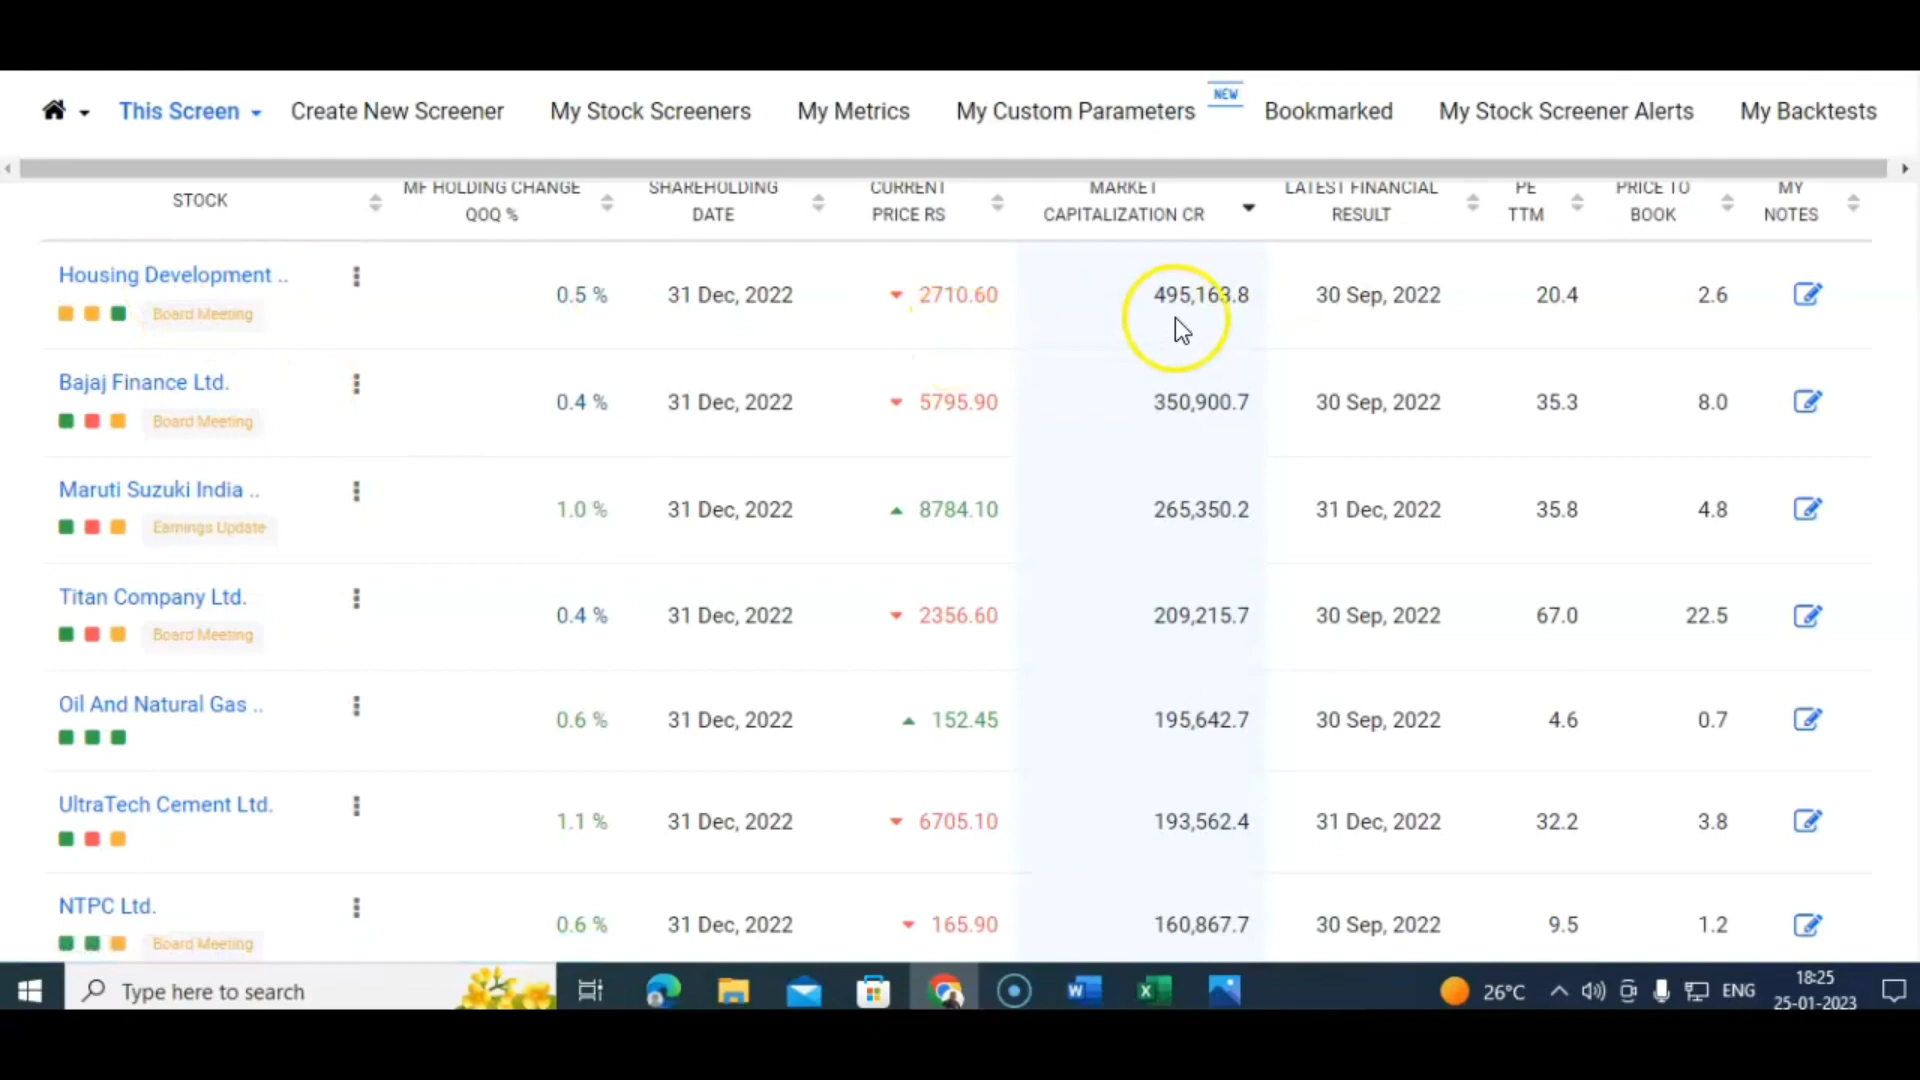 NEW
This Screen Create New Screener My Stock Screeners My Metrics My Custom Parameters Bookmarked My Stock Screener Alerts My Backtests
STOCK MF HOLDING CHANGE QOQ % SHAREHOLDING DATE CURRENT PRICE RS MARKET CAPITALIZATION CR LATEST FINANCIAL RESULT PE TTM PRICE TO BOOK MY NOTES
Housing Development .. 0.5 % 31 Dec, 2022 2710.60 495,163.8 30 Sep, 2022 20.4 2.6
Board Meeting
Bajaj Finance Ltd. 0.4 % 31 Dec, 2022 5795.90 350,900.7 30 Sep, 2022 35.3 8.0
Board Meeting
Maruti Suzuki India .. 1.0 % 31 Dec, 2022 8784.10 265,350.2 31 Dec, 2022 35.8 4.8
Earnings Update
Titan Company Ltd. 0.4 % 31 Dec, 2022 2356.60 209,215.7 30 Sep, 2022 67.0 22.5
Board Meeting
Oil And Natural Gas .. 0.6 % 31 Dec, 2022 152.45 195,642.7 30 Sep, 2022 4.6 0.7
UltraTech Cement Ltd. 1.1 % 31 Dec, 2022 6705.10 193,562.4 31 Dec, 2022 32.2 3.8
NTPC Ltd. 0.6 % 31 Dec, 2022 165.90 160,867.7 30 Sep, 2022 9.5 1.2
Board Meeting
Type here to search W X 26°C ENG 18:25
25-01-2023